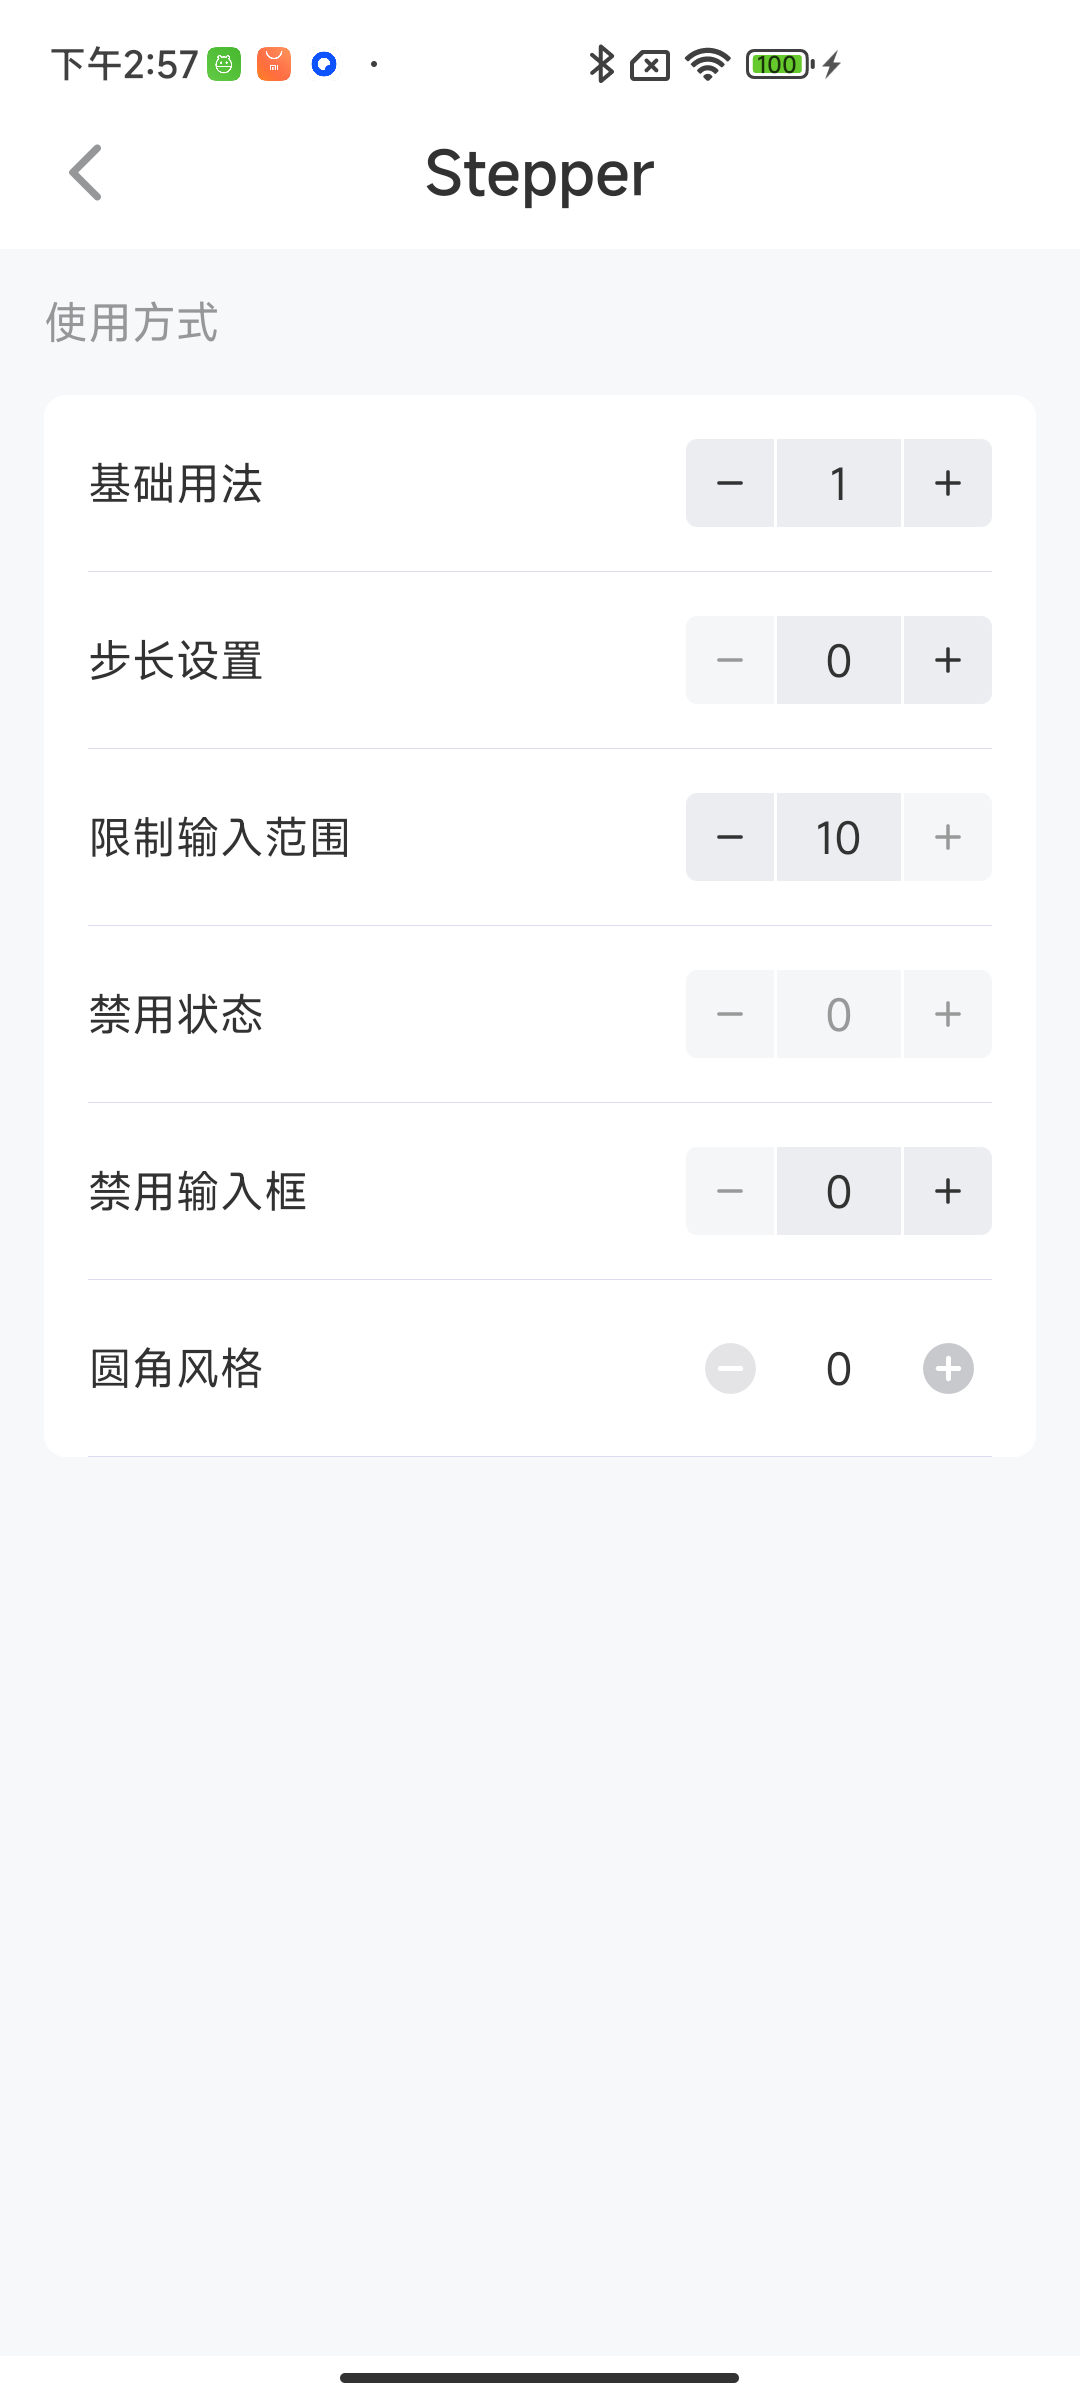 下午2:57
100
Stepper
使用方式
基础用法 1
步长设置 0
限制输入范围 10
禁用状态 0
禁用输入框 0
圆角风格 0